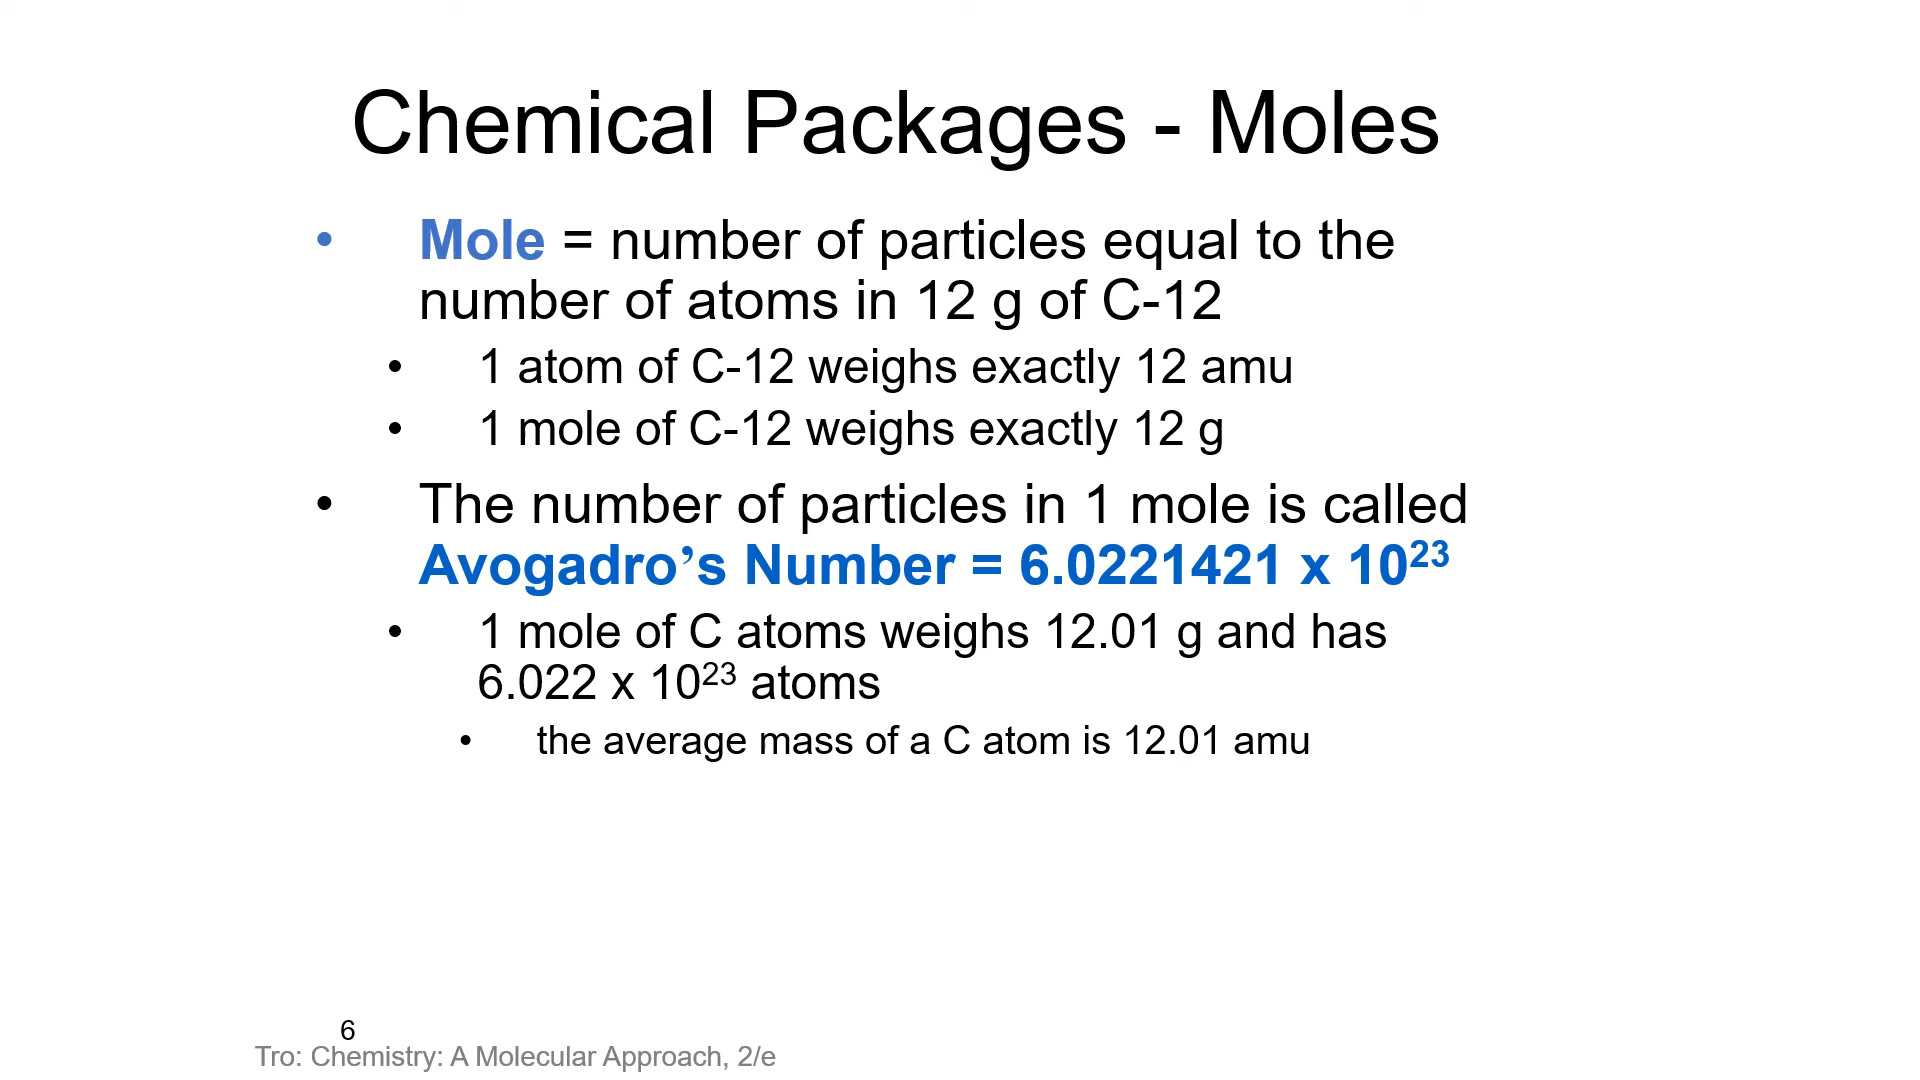 Chemical Packages - Moles
• Mole = number of particles equal to the
number of atoms in 12 g of C-12
• 1 atom of C-12 weighs exactly 12 amu
• 1 mole of C-12 weighs exactly 12 g
• The number of particles in 1 mole is called
Avogadro’s Number = 6.0221421 x 10²³
• 1 mole of C atoms weighs 12.01 g and has
6.022 x 10²³ atoms
• the average mass of a C atom is 12.01 amu
6
Tro: Chemistry: A Molecular Approach, 2/e